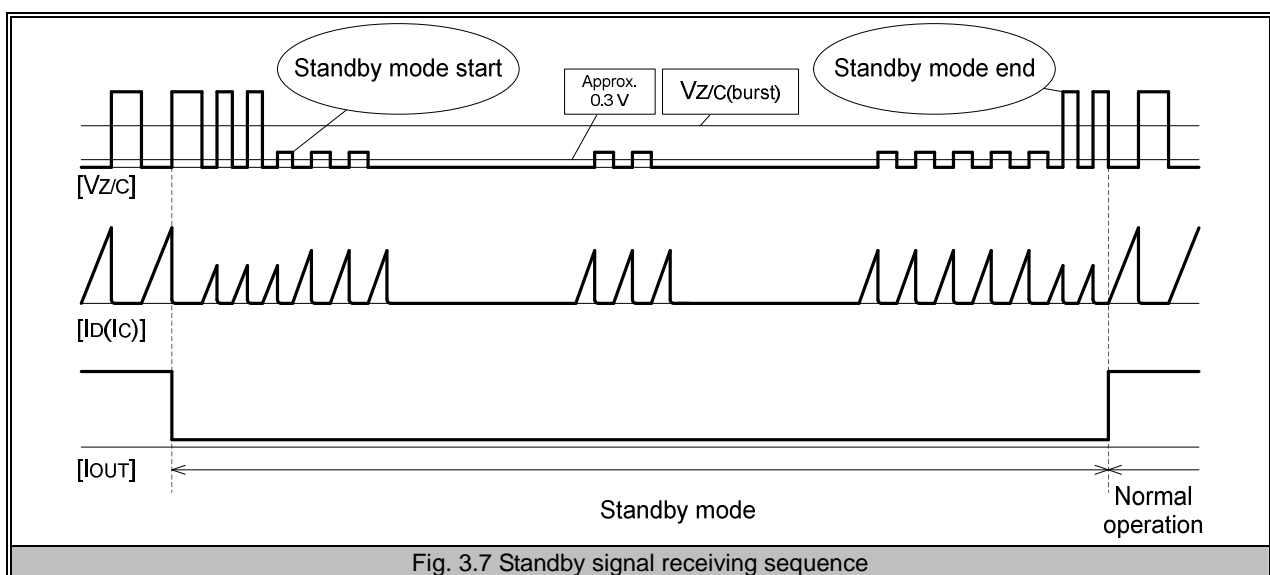 Standby mode start
Approx.
0.3 V
VZ/C(burst)
Standby mode end
[VZ/C]
[ID(IC)]
[IOUT]
Standby mode
Normal
operation
Fig. 3.7 Standby signal receiving sequence